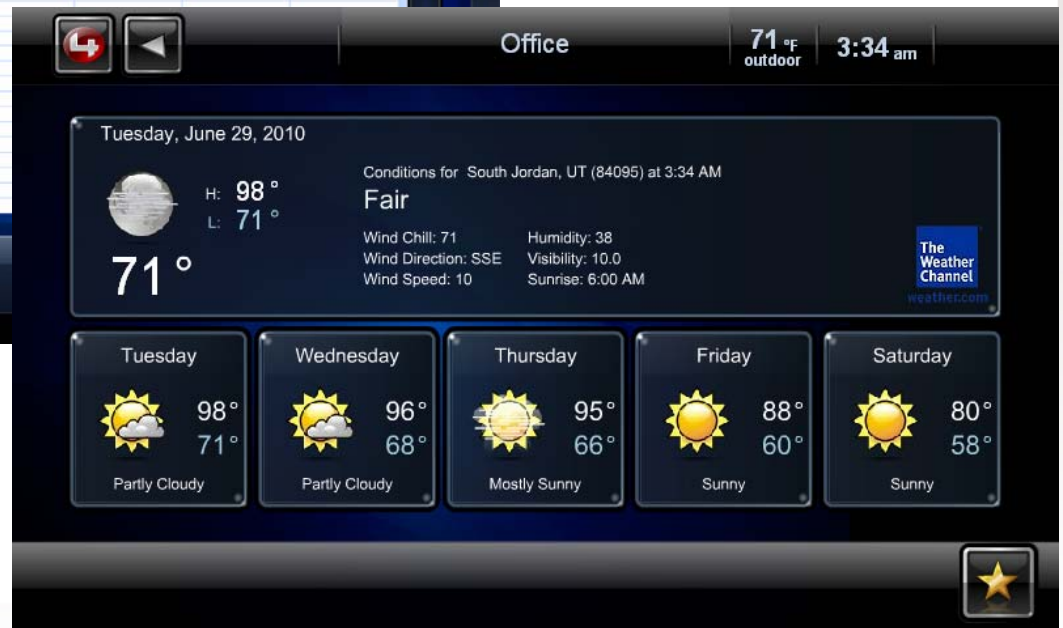 Office
71 °F
outdoor
3:34 am
Tuesday, June 29, 2010
H: 98°
L: 71°
71°
Conditions for South Jordan, UT (84095) at 3:34 AM
Fair
Wind Chill: 71 Humidity: 38
Wind Direction: SSE Visibility: 10.0
Wind Speed: 10 Sunrise: 6:00 AM
The
Weather
Channel
weather.com
Tuesday
98°
71°
Partly Cloudy
Wednesday
96°
68°
Partly Cloudy
Thursday
95°
66°
Mostly Sunny
Friday
88°
60°
Sunny
Saturday
80°
58°
Sunny